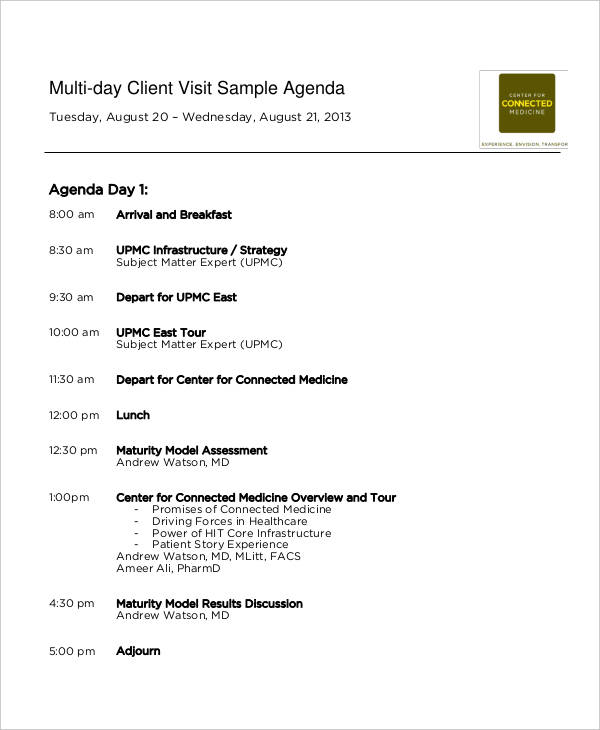 Multi-day Client Visit Sample Agenda
Tuesday, August 20 – Wednesday, August 21, 2013
CENTER FOR
CONNECTED
MEDICINE
EXPERIENCE. ENVISION. TRANSFOR
Agenda Day 1:
8:00 am Arrival and Breakfast
8:30 am UPMC Infrastructure / Strategy
Subject Matter Expert (UPMC)
9:30 am Depart for UPMC East
10:00 am UPMC East Tour
Subject Matter Expert (UPMC)
11:30 am Depart for Center for Connected Medicine
12:00 pm Lunch
12:30 pm Maturity Model Assessment
Andrew Watson, MD
1:00pm Center for Connected Medicine Overview and Tour
- Promises of Connected Medicine
- Driving Forces in Healthcare
- Power of HIT Core Infrastructure
- Patient Story Experience
Andrew Watson, MD, MLitt, FACS
Ameer Ali, PharmD
4:30 pm Maturity Model Results Discussion
Andrew Watson, MD
5:00 pm Adjourn